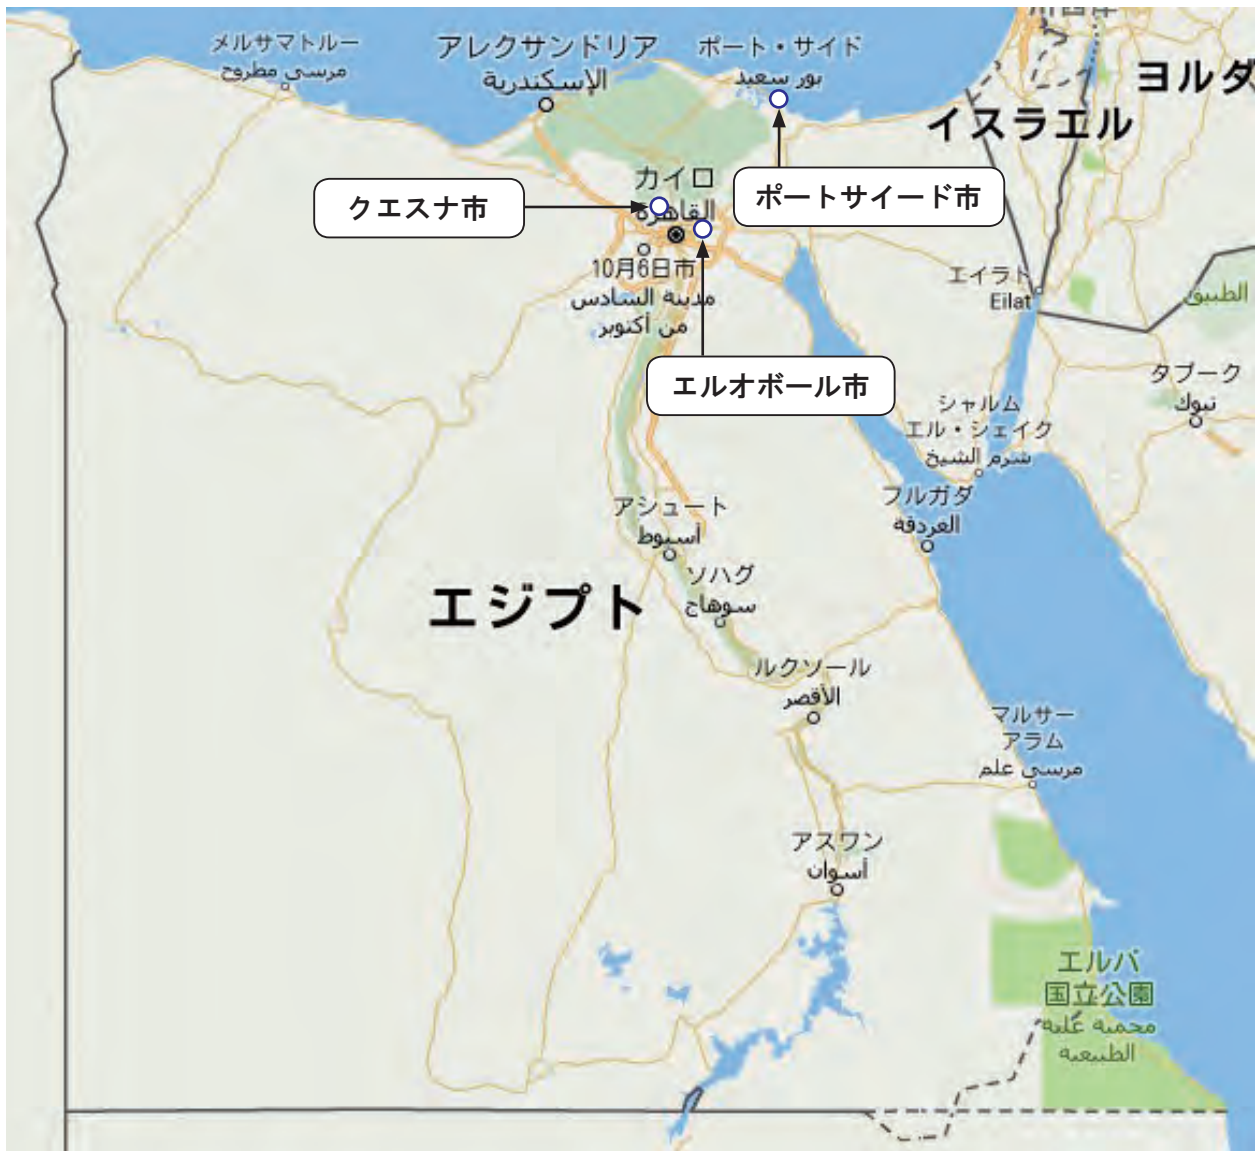 メルサマトルー
مرسى مطروح
アレクサンドリア
الإسكندرية
ポート・サイド
بور سعيد
ヨルダ
イスラエル
カイロ
القاهرة
クエスナ市
ポートサイード市
10月6日市
مدينة السادس
من أكتوبر
エイラト
Eilat
الطبيق
エルオボール市
タブーク
تبوك
シャルム
エル・シェイク
شرم الشيخ
フルガダ
الغردقة
アシュート
أسيوط
ソハグ
سوهاج
エジプト
ルクソール
الأقصر
マルサー
アラム
مرسى علم
アスワン
أسوان
エルバ
国立公園
محمية علبة
الطبيعية